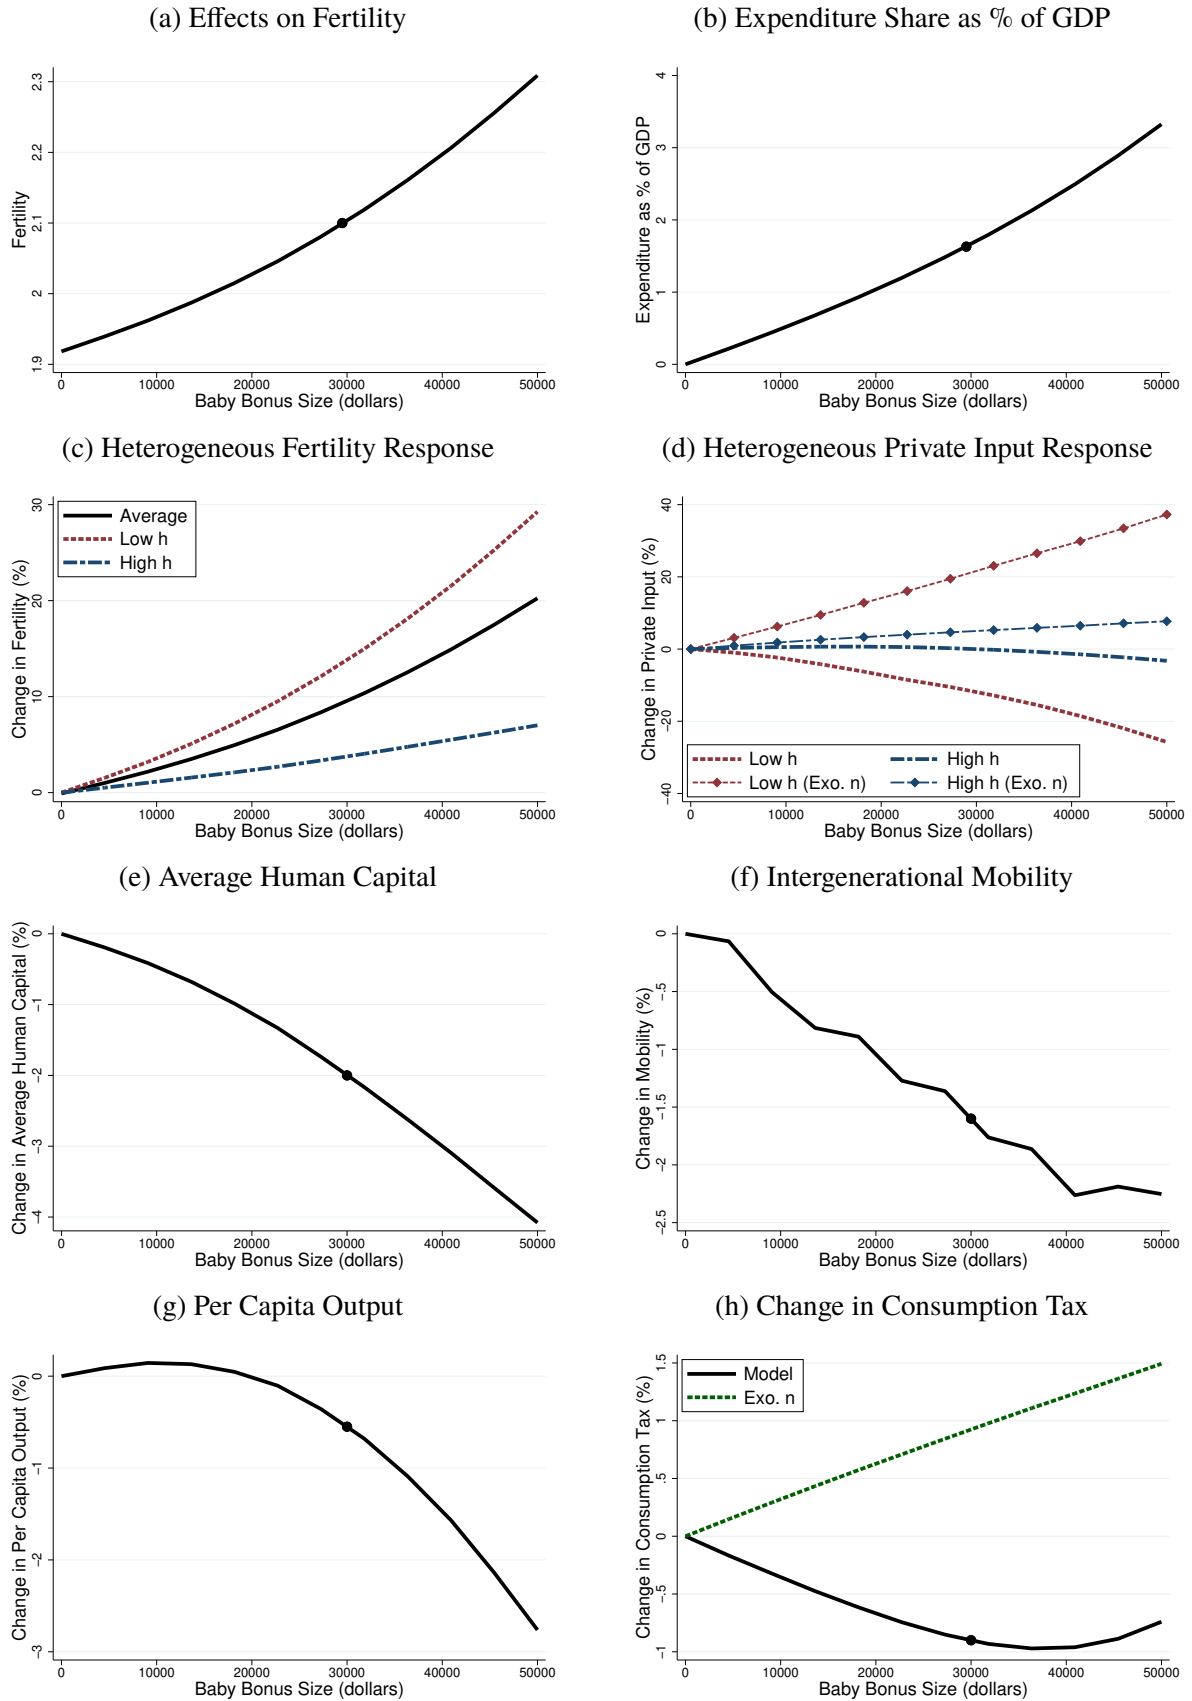 (a) Effects on Fertility
Fertility
2.3
2.2
2.1
2
1.9
0 10000 20000 30000 40000 50000
Baby Bonus Size (dollars)
(b) Expenditure Share as % of GDP
Expenditure as % of GDP
4
3
2
1
0
0 10000 20000 30000 40000 50000
Baby Bonus Size (dollars)
(c) Heterogeneous Fertility Response
Change in Fertility (%)
30
20
10
0
Average
Low h
High h
0 10000 20000 30000 40000 50000
Baby Bonus Size (dollars)
(d) Heterogeneous Private Input Response
Change in Private Input (%)
40
20
0
-20
-40
Low h High h
Low h (Exo. n) High h (Exo. n)
0 10000 20000 30000 40000 50000
Baby Bonus Size (dollars)
(e) Average Human Capital
Change in Average Human Capital (%)
0
-1
-2
-3
-4
0 10000 20000 30000 40000 50000
Baby Bonus Size (dollars)
(f) Intergenerational Mobility
Change in Mobility (%)
0
-.5
-1
-1.5
-2
-2.5
0 10000 20000 30000 40000 50000
Baby Bonus Size (dollars)
(g) Per Capita Output
Change in Per Capita Output (%)
0
-1
-2
-3
0 10000 20000 30000 40000 50000
Baby Bonus Size (dollars)
(h) Change in Consumption Tax
Change in Consumption Tax (%)
1.5
1
.5
0
-.5
-1
Model
Exo. n
0 10000 20000 30000 40000 50000
Baby Bonus Size (dollars)